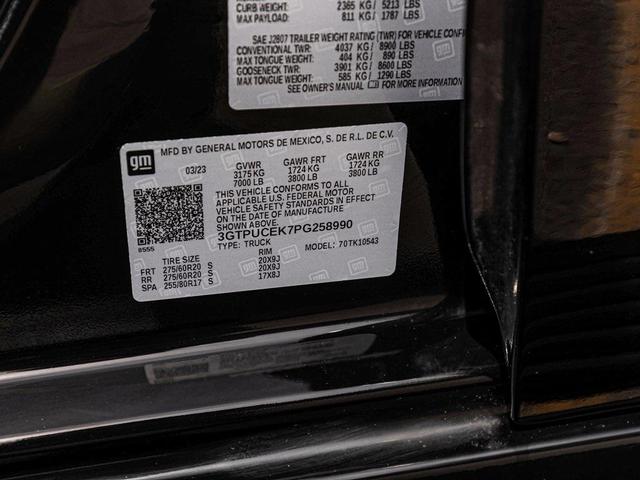 CURB WEIGHT: 2365 KG / 5213 LBS
MAX PAYLOAD: 811 KG / 1787 LBS
SAE J2807 TRAILER WEIGHT RATING (TWR) FOR VEHICLE CONFI
CONVENTIONAL TWR: 4037 KG / 8900 LBS
MAX TONGUE WEIGHT: 404 KG / 890 LBS
GOOSENECK TWR: 3901 KG / 8600 LBS
MAX TONGUE WEIGHT: 585 KG / 1290 LBS
SEE OWNER'S MANUAL FOR MORE INFORMATION
gm MFD BY GENERAL MOTORS DE MEXICO, S. DE R.L. DE C.V.
03/23 GVWR GAWR FRT GAWR RR
3175 KG 1724 KG 1724 KG
7000 LB 3800 LB 3800 LB
THIS VEHICLE CONFORMS TO ALL
APPLICABLE U.S. FEDERAL MOTOR
VEHICLE SAFETY STANDARDS IN EFFECT
ON THE DATE OF MANUFACTURE
SHOWN ABOVE.
3GTPUCEK7PG258990
8555 TYPE: TRUCK MODEL: 70TK10543
TIRE SIZE RIM
FRT 275/60R20 S 20X9J
RR 275/60R20 S 20X9J
SPA 255/80R17 S 17X8J